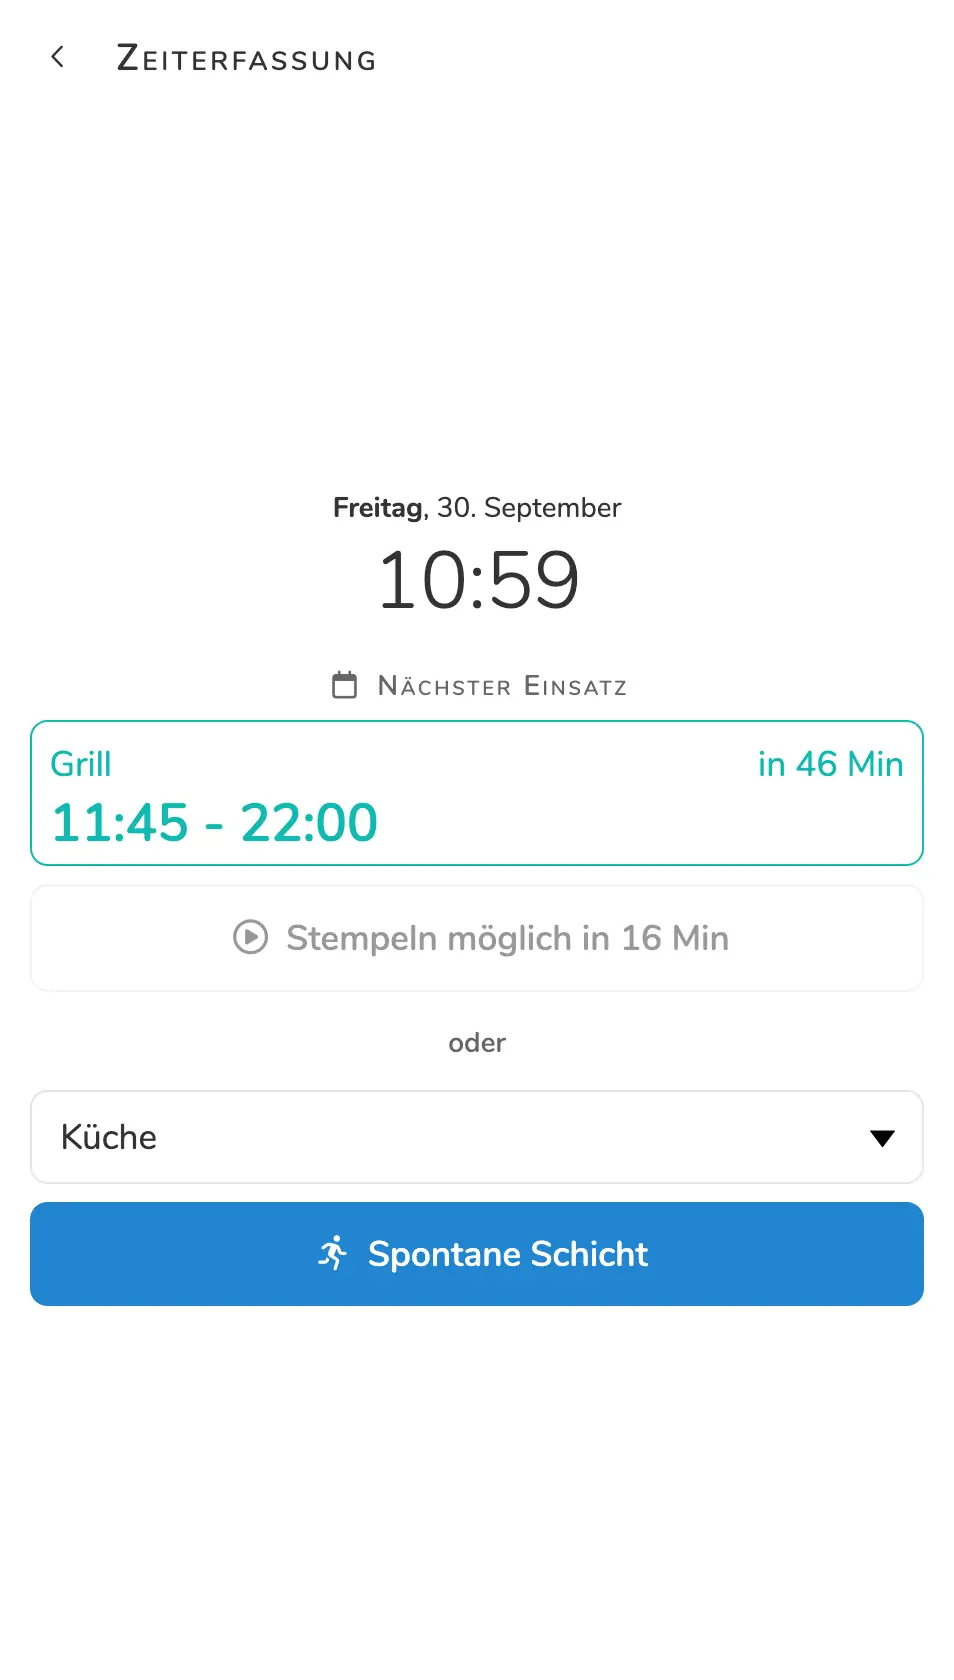 Zeiterfassung
Freitag, 30. September
10:59
Nächster Einsatz
Grill in 46 Min
11:45 - 22:00
Stempeln möglich in 16 Min
oder
Küche
Spontane Schicht